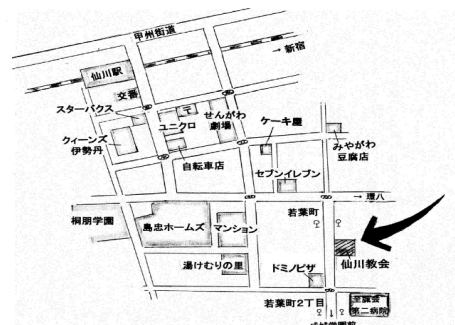 甲州街道
→ 新宿
仙川駅
交番
スターバックス
〒
せんがわ
劇場
ユニクロ
ケーキ屋
クィーンズ
伊勢丹
みやがわ
豆腐店
自転車店
セブンイレブン
→ 環八
若葉町
桐朋学園
島忠ホームズ
マンション
仙川教会
湯けむりの里
ドミノピザ
若葉町2丁目
至誠会
第二病院
成城学園前